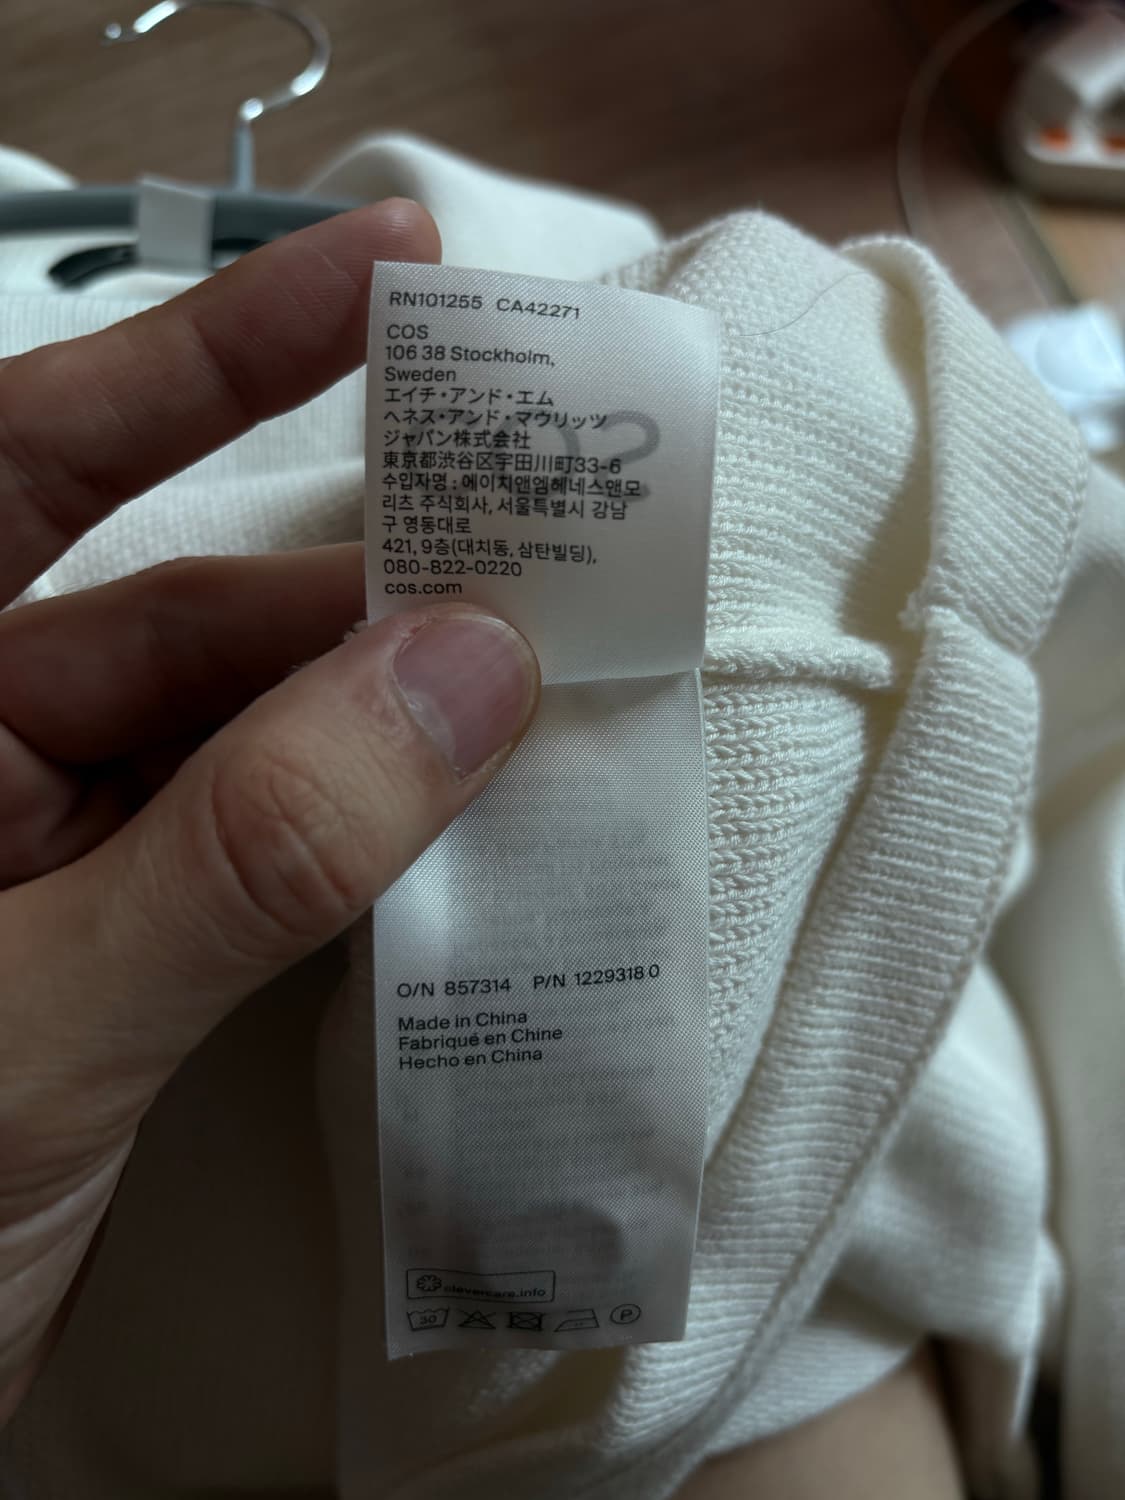 RN101255 CA42271
COS
106 38 Stockholm,
Sweden
エイチ・アンド・エム
ヘネス・アンド・マウリッツ
ジャパン株式会社
東京都渋谷区宇田川町33-6
수입자명 : 에이치앤엠헤네스앤모
리츠 주식회사, 서울특별시 강남
구 영동대로
421, 9층(대치동, 삼탄빌딩),
080-822-0220
cos.com
O/N 857314 P/N 1229318 0
Made in China
Fabriqué en Chine
Hecho en China
clevercare.info
30
P